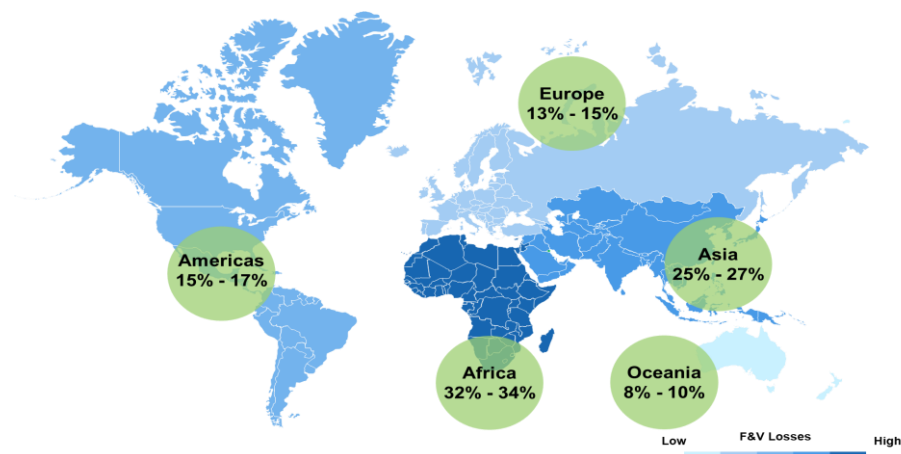 Europe
13% - 15%
Americas
15% - 17%
Asia
25% - 27%
Africa
32% - 34%
Oceania
8% - 10%
F&V Losses
Low
High